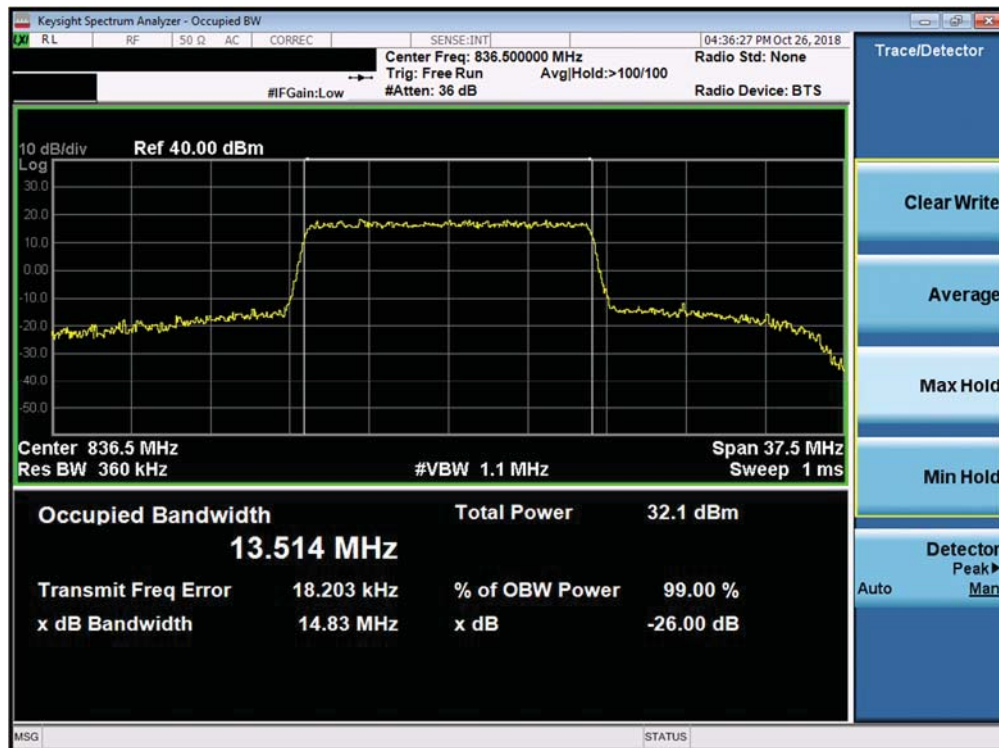 Keysight Spectrum Analyzer - Occupied BW
LXI RL RF 50 Ω AC CORREC SENSE:INT 04:36:27 PM Oct 26, 2018
Center Freq: 836.500000 MHz Radio Std: None
Trig: Free Run Avg|Hold:>100/100
#IFGain:Low #Atten: 36 dB Radio Device: BTS
10 dB/div Ref 40.00 dBm
Log
30.0
20.0
10.0
0.00
-10.0
-20.0
-30.0
-40.0
-50.0
Center 836.5 MHz Span 37.5 MHz
Res BW 360 kHz #VBW 1.1 MHz Sweep 1 ms
Occupied Bandwidth Total Power 32.1 dBm
13.514 MHz
Transmit Freq Error 18.203 kHz % of OBW Power 99.00 %
x dB Bandwidth 14.83 MHz x dB -26.00 dB
MSG STATUS
Trace/Detector
Clear Write
Average
Max Hold
Min Hold
Detector
Peak▶
Auto Man